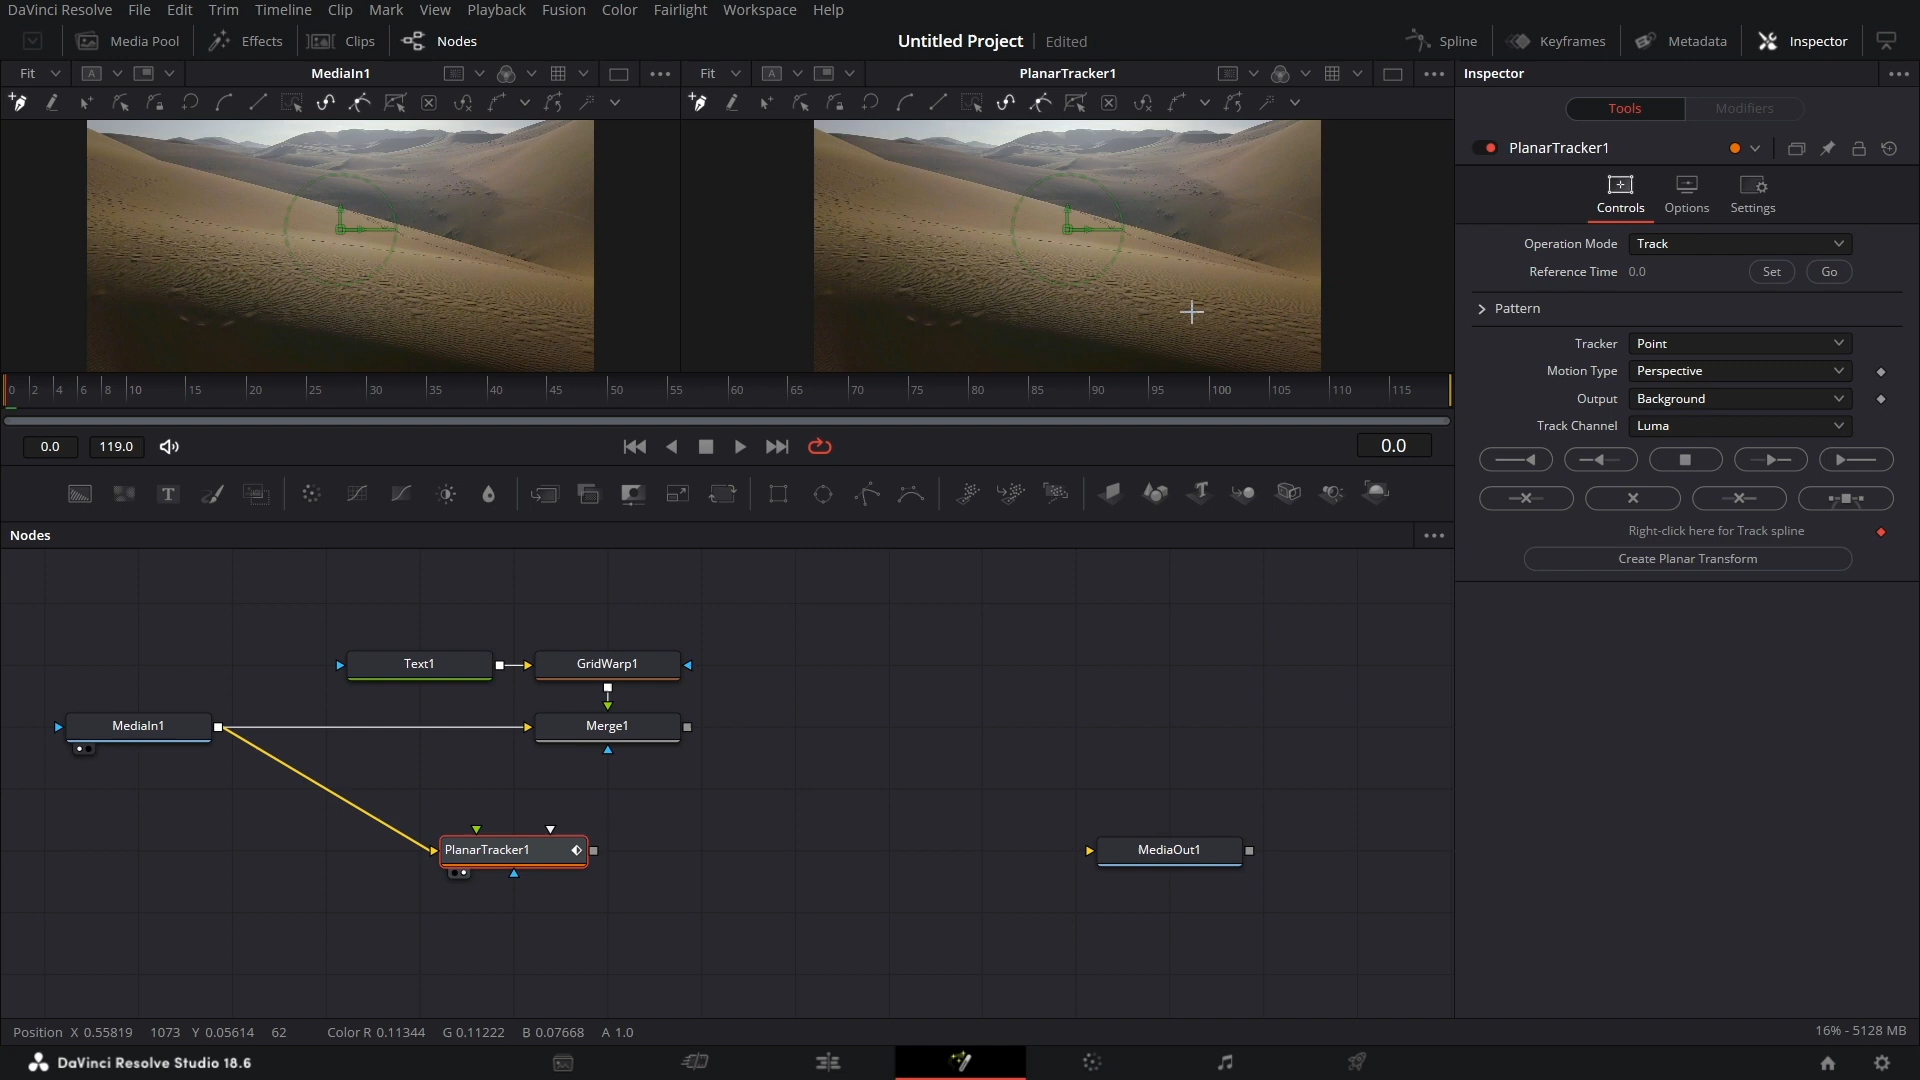 DaVinci Resolve File Edit Trim Timeline Clip Mark View Playback Fusion Color Fairlight Workspace Help
Media Pool Effects Clips Nodes Untitled Project Edited Spline Keyframes Metadata Inspector
Fit A MediaIn1 Fit A PlanarTracker1 Inspector
Tools Modifiers
PlanarTracker1
Controls Options Settings
Operation Mode Track
Reference Time 0.0 Set Go
Pattern
Tracker Point
Motion Type Perspective
Output Background
Track Channel Luma
Right-click here for Track spline
Create Planar Transform
0 2 4 6 8 10 15 20 25 30 35 40 45 50 55 60 65 70 75 80 85 90 95 100 105 110 115
0.0 119.0 0.0
T
Nodes
Text1 GridWarp1
MediaIn1 Merge1
PlanarTracker1 MediaOut1
Position X 0.55819 1073 Y 0.05614 62 Color R 0.11344 G 0.11222 B 0.07668 A 1.0 16% - 5128 MB
DaVinci Resolve Studio 18.6